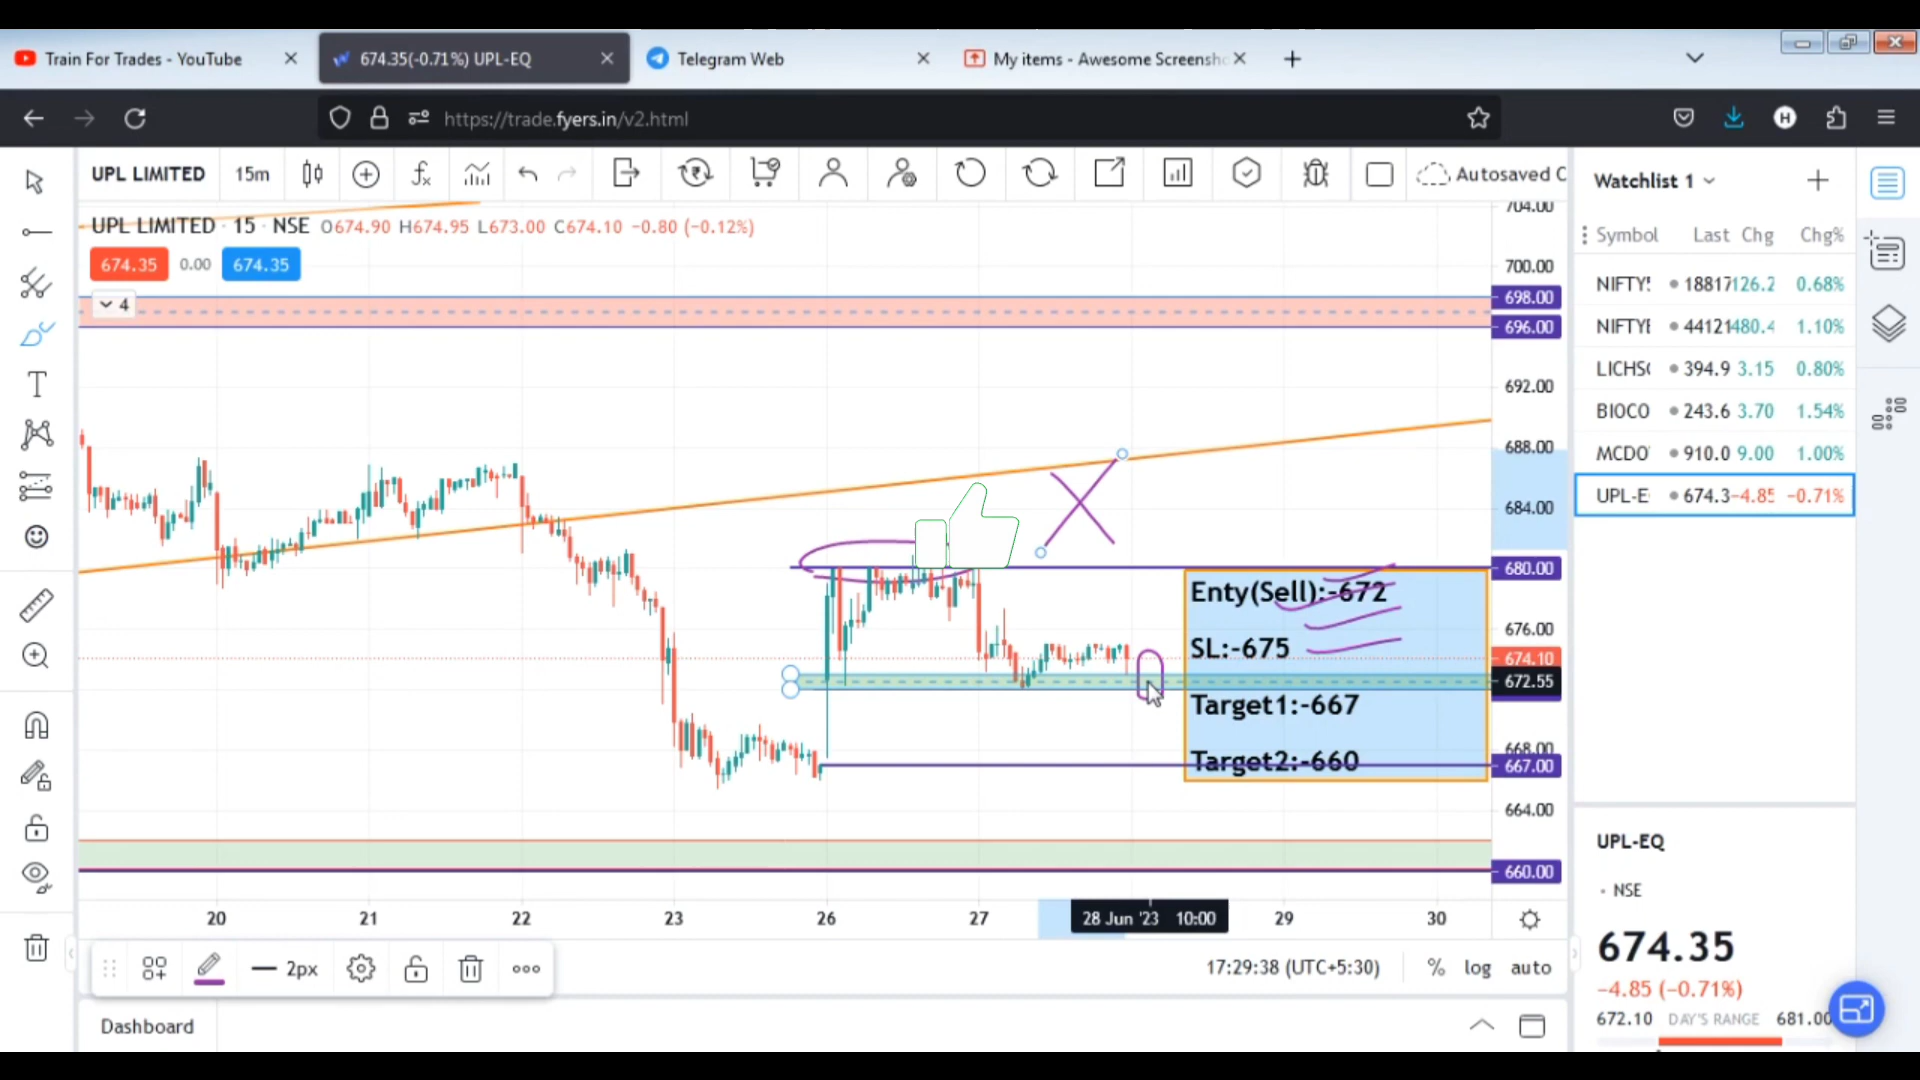 Train For Trades - YouTube
674.35(-0.71%) UPL-EQ
Telegram Web
My items - Awesome Screensh
https://trade.fyers.in/v2.html
UPL LIMITED 15m
Autosaved C
UPL LIMITED · 15 · NSE O674.90 H674.95 L673.00 C674.10 −0.80 (−0.12%)
674.35 0.00 674.35
4
Enty(Sell):-672
SL:-675
Target1:-667
Target2:-660
704.00
700.00
698.00
696.00
692.00
688.00
684.00
680.00
676.00
674.10
672.55
668.00
667.00
664.00
660.00
20 21 22 23 26 27 28 Jun '23 10:00 29 30
2px
17:29:38 (UTC+5:30) % log auto
Dashboard
Watchlist 1
Symbol Last Chg Chg%
NIFTY 18817 126.2 0.68%
NIFTYB 44121 480.4 1.10%
LICHS 394.9 3.15 0.80%
BIOCO 243.6 3.70 1.54%
MCDO 910.0 9.00 1.00%
UPL-E 674.3 −4.85 −0.71%
UPL-EQ
NSE
674.35
−4.85 (−0.71%)
672.10 DAY'S RANGE 681.00